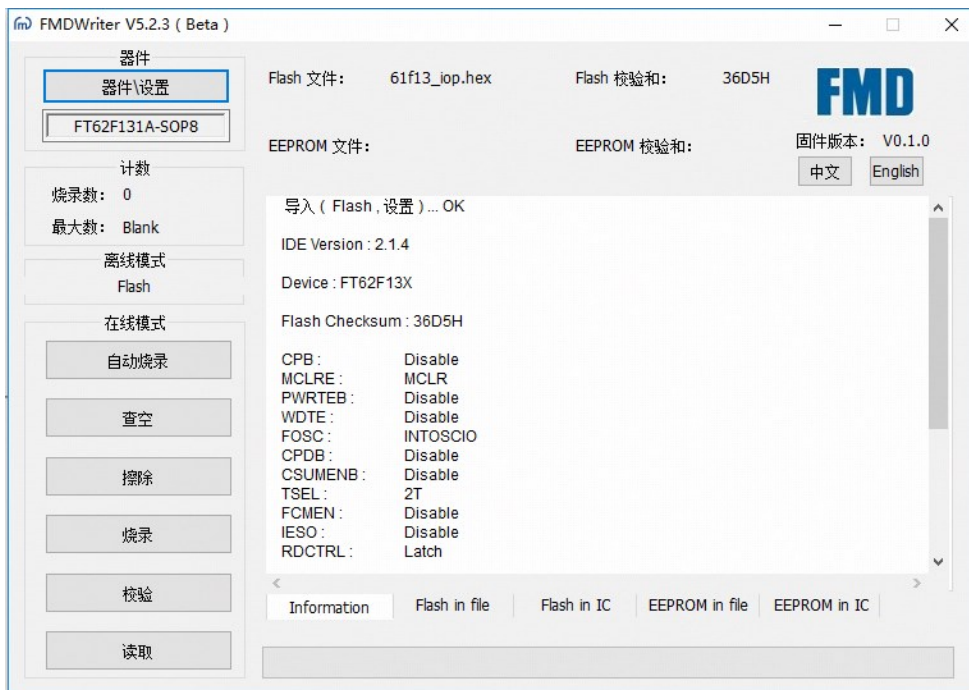 FMDWriter V5.2.3 ( Beta )
器件
器件\设置
FT62F131A-SOP8
计数
烧录数： 0
最大数： Blank
离线模式
Flash
在线模式
自动烧录
查空
擦除
烧录
校验
读取
Flash 文件： 61f13_iop.hex Flash 校验和： 36D5H
EEPROM 文件： EEPROM 校验和：
FMD
固件版本： V0.1.0
中文 English
导入 ( Flash , 设置 ) ... OK
IDE Version : 2.1.4
Device : FT62F13X
Flash Checksum : 36D5H
CPB : Disable
MCLRE : MCLR
PWRTEB : Disable
WDTE : Disable
FOSC : INTOSCIO
CPDB : Disable
CSUMENB : Disable
TSEL : 2T
FCMEN : Disable
IESO : Disable
RDCTRL : Latch
Information Flash in file Flash in IC EEPROM in file EEPROM in IC